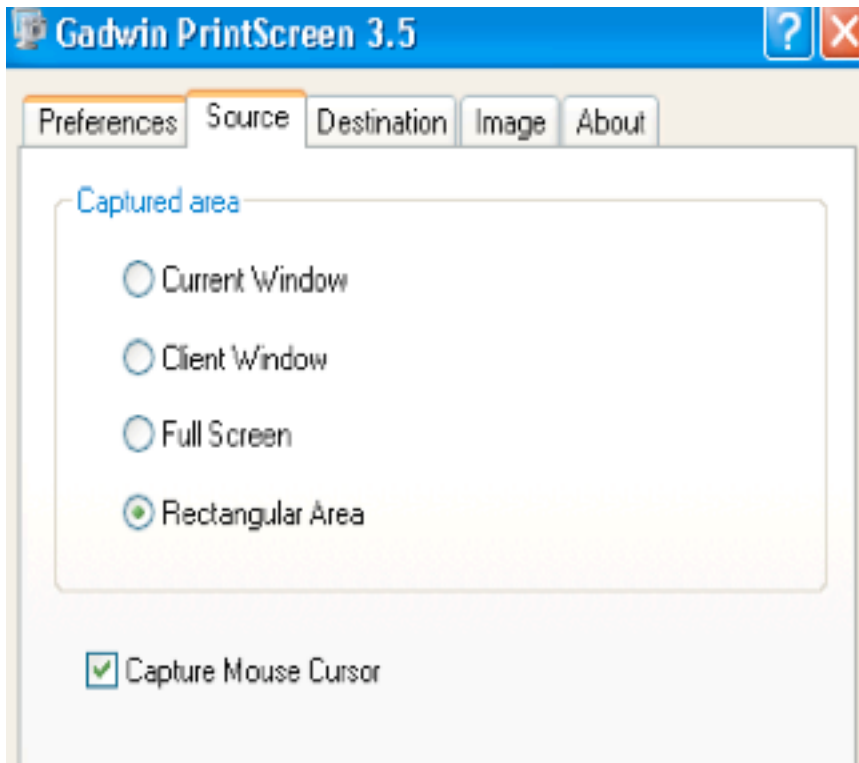 Gadwin PrintScreen 3.5 ?
Preferences Source Destination Image About
Captured area
Current Window
Client Window
Full Screen
Rectangular Area
Capture Mouse Cursor